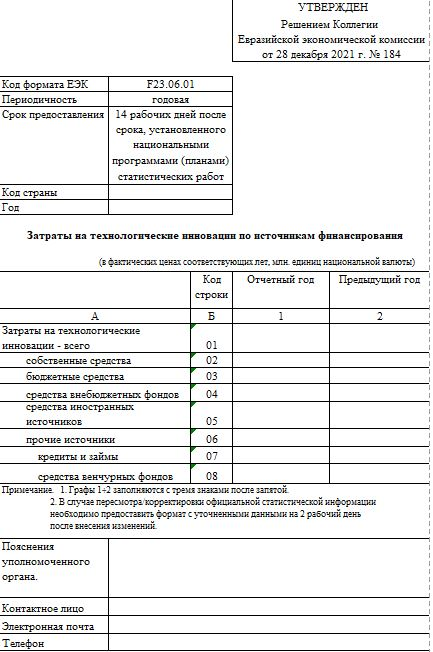 УТВЕРЖДЕН
Решением Коллегии
Евразийской экономической комиссии
от 28 декабря 2021 г. № 184
Код формата ЕЭК F23.06.01
Периодичность годовая
Срок предоставления 14 рабочих дней после
срока, установленного
национальными
программами (планами)
статистических работ
Код страны
Год
Затраты на технологические инновации по источникам финансирования
(в фактических ценах соответствующих лет, млн. единиц национальной валюты)
Код
строки
Отчетный год
Предыдущий год
А Б 1 2
Затраты на технологические
инновации - всего 01
собственные средства 02
бюджетные средства 03
средства внебюджетных фондов 04
средства иностранных
источников 05
прочие источники 06
кредиты и займы 07
средства венчурных фондов 08
Примечание. 1. Графы 1÷2 заполняются с тремя знаками после запятой.
2. В случае пересмотра/корректировки официальной статистической информации
необходимо предоставить формат с уточненными данными на 2 рабочий день
после внесения изменений.
Пояснения
уполномоченного
органа.
Контактное лицо
Электронная почта
Телефон